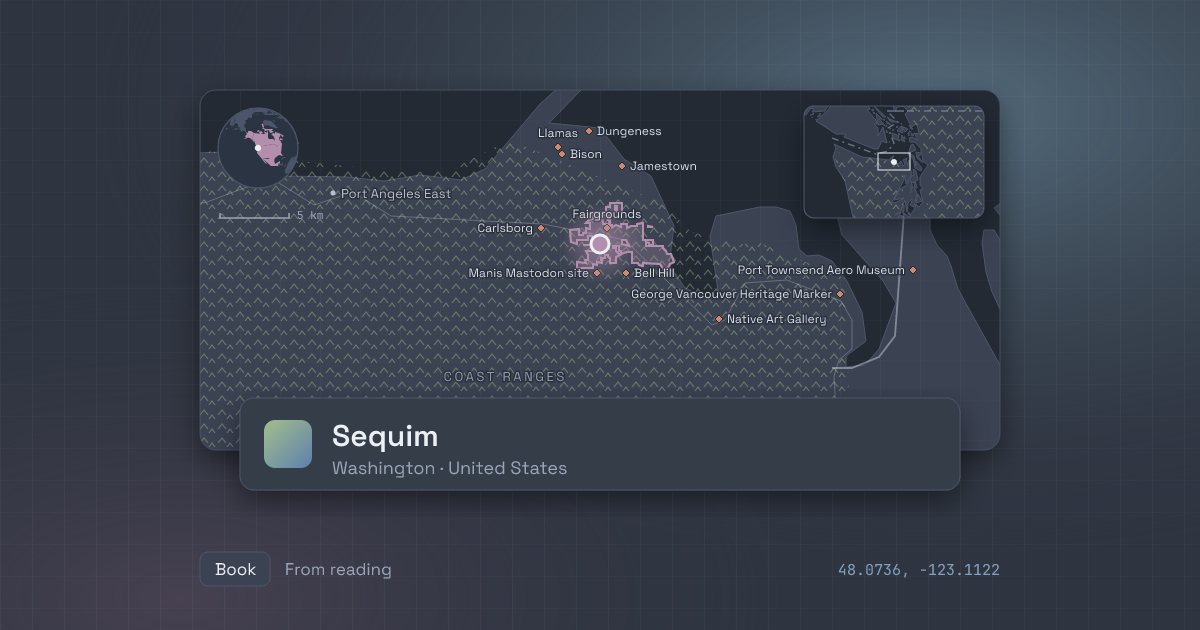 Llamas
Dungeness
Bison
Jamestown
Port Angeles East
5 km
Fairgrounds
Carlsborg
Manis Mastodon site
Bell Hill
Port Townsend Aero Museum
George Vancouver Heritage Marker
Native Art Gallery
COAST RANGES
Sequim
Washington · United States
Book
From reading
48.0736, -123.1122